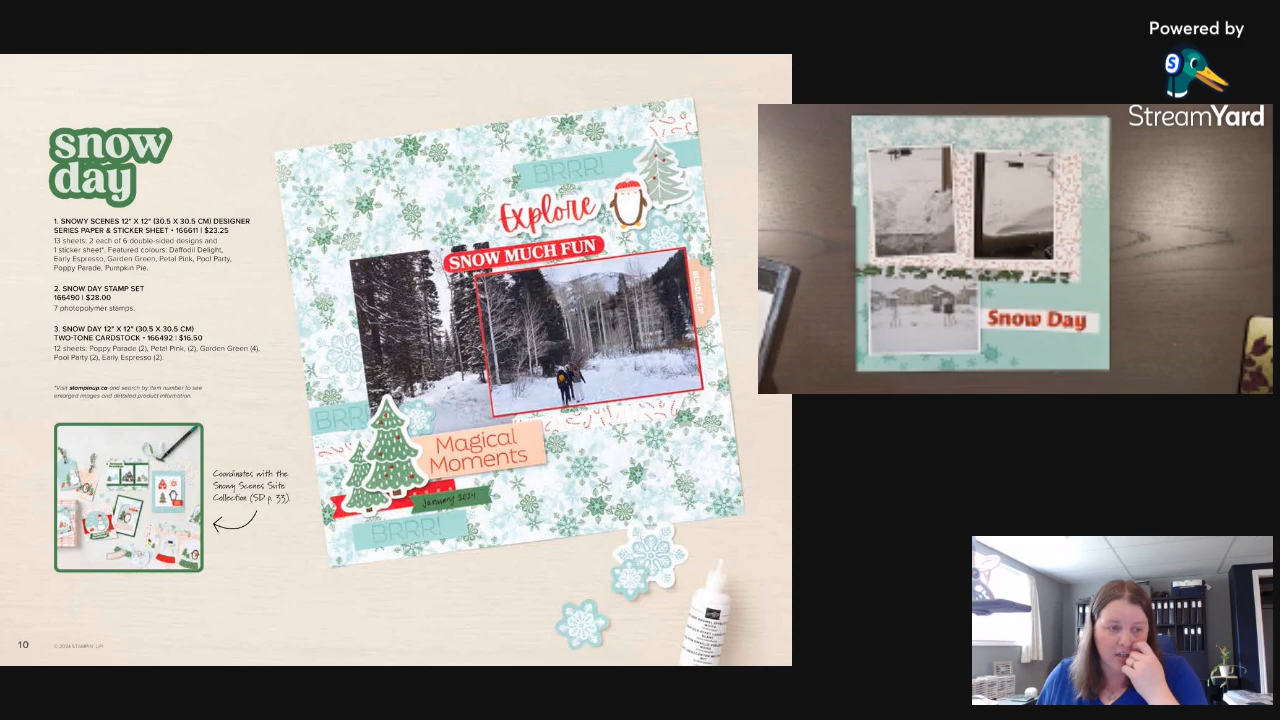 Powered by
StreamYard
snow
day
1. SNOWY SCENES 12" X 12" (30.5 X 30.5 CM) DESIGNER
SERIES PAPER & STICKER SHEET • 166611 | $23.25
13 sheets: 2 each of 6 double-sided designs and
1 sticker sheet*. Featured colours: Daffodil Delight,
Early Espresso, Garden Green, Petal Pink, Pool Party,
Poppy Parade, Pumpkin Pie.
2. SNOW DAY STAMP SET
166490 | $28.00
7 photopolymer stamps.
3. SNOW DAY 12" X 12" (30.5 X 30.5 CM)
TWO-TONE CARDSTOCK • 166492 | $16.50
12 sheets: Poppy Parade (2), Petal Pink, (2), Garden Green (4),
Pool Party (2), Early Espresso (2).
*Visit stampinup.ca and search by item number to see
enlarged images and detailed product information.
Coordinates with the
Snowy Scenes Suite
Collection (SD p. 33).
BRRR!
Explore
SNOW MUCH FUN
BRR
Magical
Moments
January 2024
BRRR!
Snow Day
10
© 2024 STAMPIN' UP!